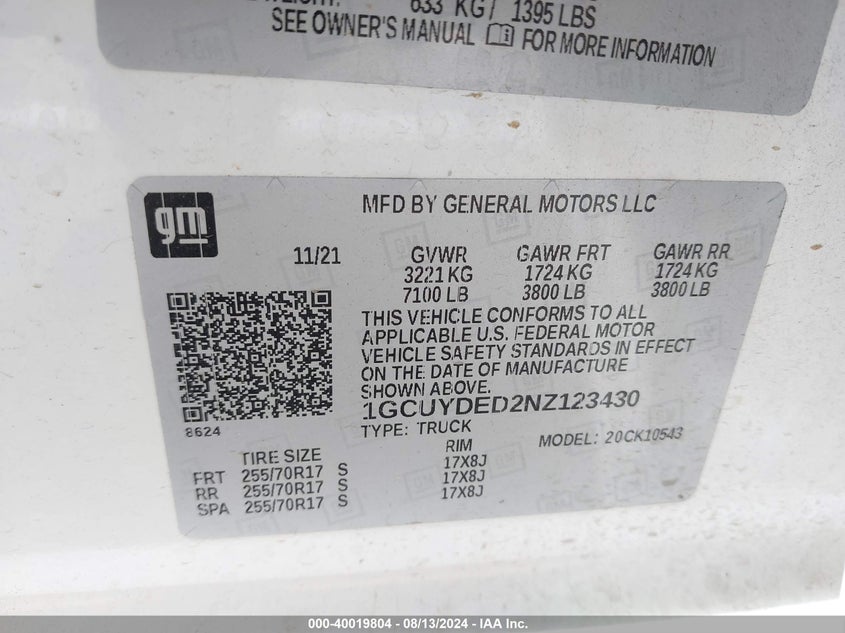 633 KG/ 1395 LBS
SEE OWNER'S MANUAL FOR MORE INFORMATION
gm
MFD BY GENERAL MOTORS LLC
11/21 GVWR GAWR FRT GAWR RR
3221 KG 1724 KG 1724 KG
7100 LB 3800 LB 3800 LB
THIS VEHICLE CONFORMS TO ALL
APPLICABLE U.S. FEDERAL MOTOR
VEHICLE SAFETY STANDARDS IN EFFECT
ON THE DATE OF MANUFACTURE
SHOWN ABOVE.
1GCUYDED2NZ123430
8624
TYPE: TRUCK MODEL: 20CK10543
TIRE SIZE RIM
FRT 255/70R17 S 17X8J
RR 255/70R17 S 17X8J
SPA 255/70R17 S 17X8J
000-40019804 - 08/13/2024 - IAA Inc.